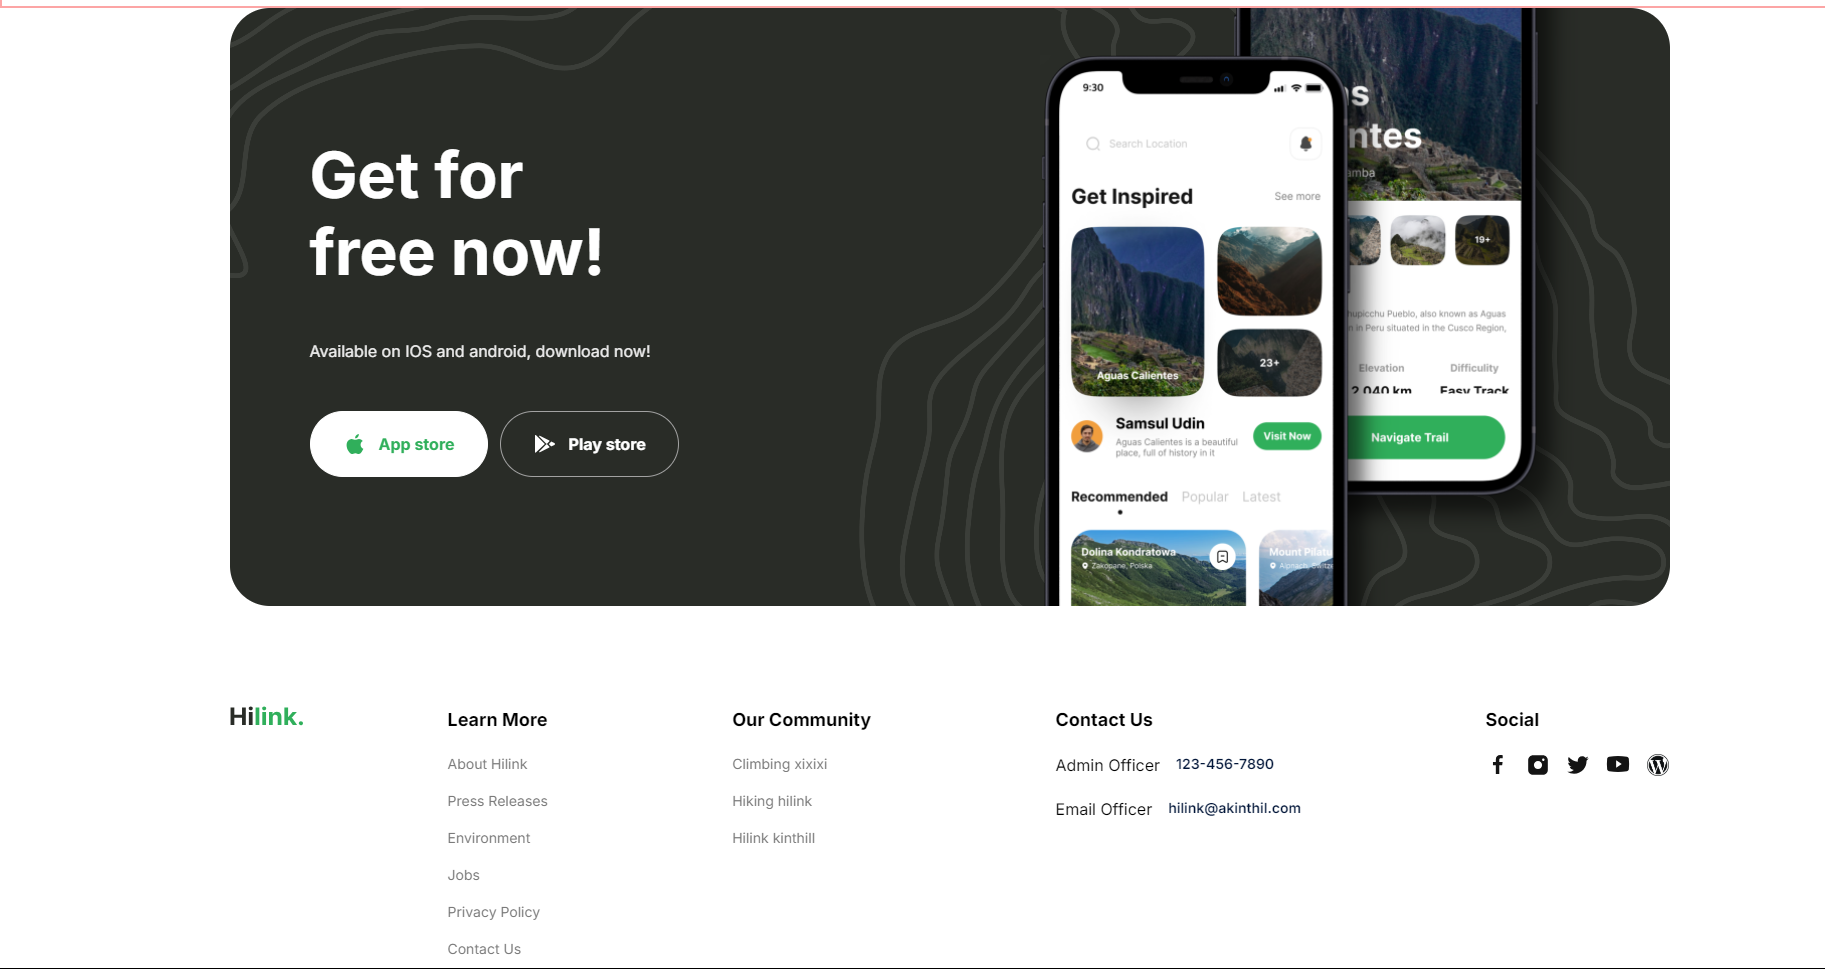 Get for
free now!
Available on IOS and android, download now!
App store
Play store
9:30
Search Location
Get Inspired
See more
Aguas Calientes
23+
Samsul Udin
Aguas Calientes is a beautiful
place, full of history in it
Visit Now
Recommended Popular Latest
Dolina Kondratowa
Zakopane, Polska
Mount Pilatu
Alpnach, Switze
s
ntes
amba
19+
hupicchu Pueblo, also known as Aguas
n in Peru situated in the Cusco Region,
Elevation Difficulity
2.040 km Easy Track
Navigate Trail
Hilink.
Learn More
About Hilink
Press Releases
Environment
Jobs
Privacy Policy
Contact Us
Our Community
Climbing xixixi
Hiking hilink
Hilink kinthill
Contact Us
Admin Officer 123-456-7890
Email Officer hilink@akinthil.com
Social